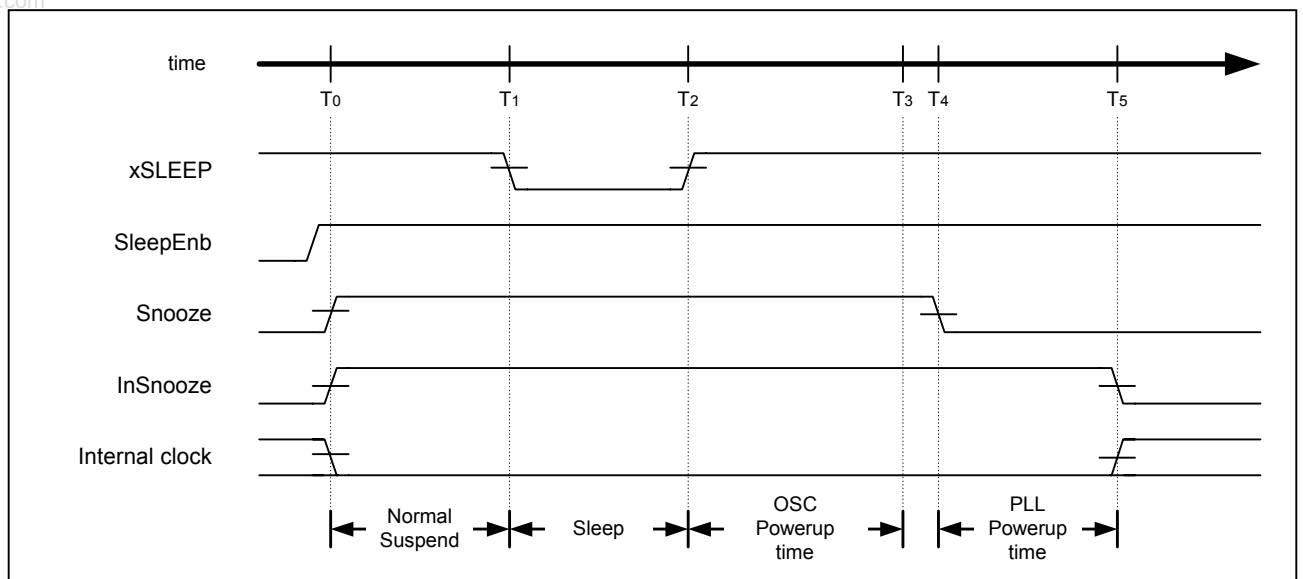 .com
time
T0 T1 T2 T3 T4 T5
xSLEEP
SleepEnb
Snooze
InSnooze
Internal clock
Normal
Suspend
Sleep
OSC
Powerup
time
PLL
Powerup
time